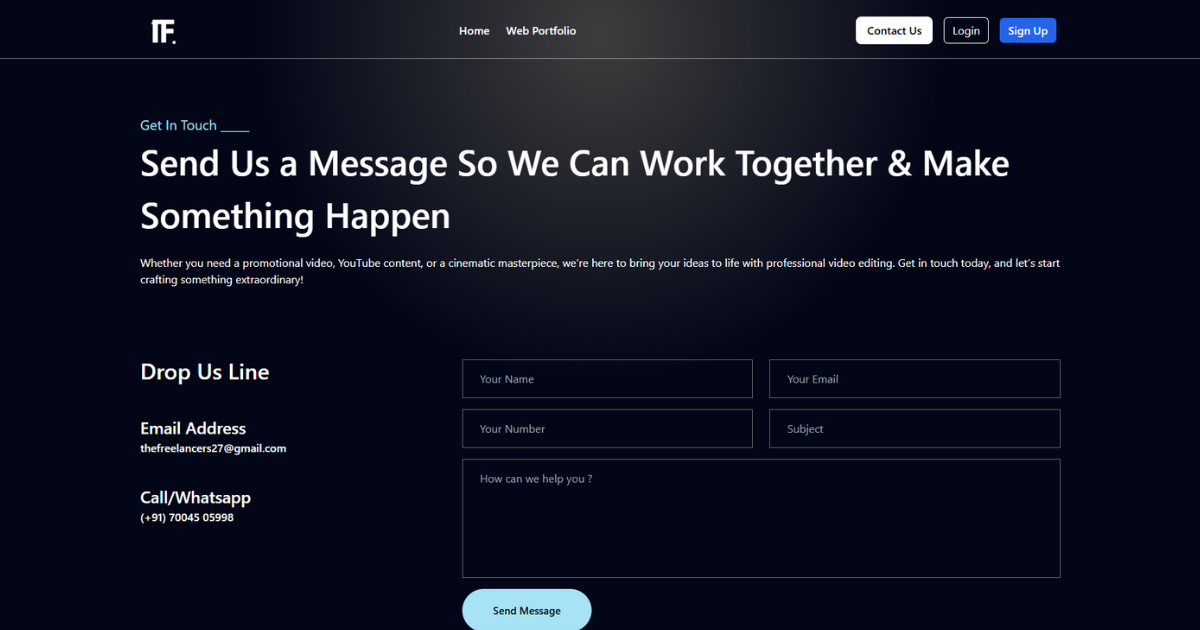 TF.
Home
Web Portfolio
Contact Us
Login
Sign Up
Get In Touch ____
Send Us a Message So We Can Work Together & Make
Something Happen
Whether you need a promotional video, YouTube content, or a cinematic masterpiece, we're here to bring your ideas to life with professional video editing. Get in touch today, and let's start
crafting something extraordinary!
Drop Us Line
Email Address
thefreelancers27@gmail.com
Call/Whatsapp
(+91) 70045 05998
Your Name
Your Email
Your Number
Subject
How can we help you ?
Send Message